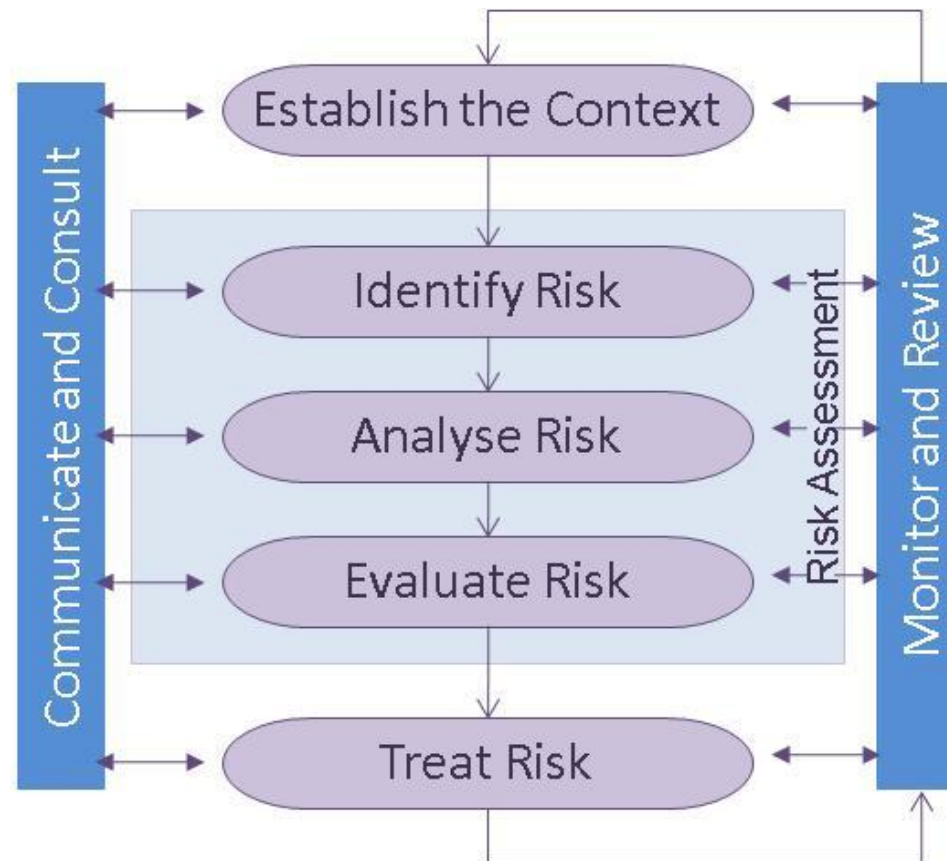 Establish the Context
Identify Risk
Analyse Risk
Evaluate Risk
Treat Risk
Communicate and Consult
Risk Assessment
Monitor and Review